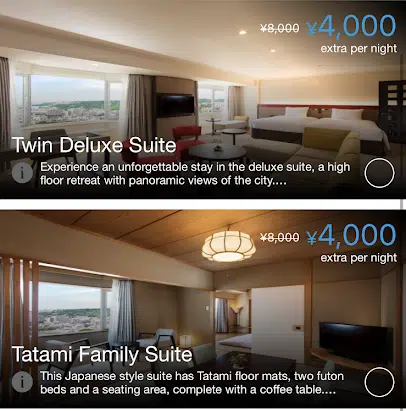 ¥8,000 ¥4,000
extra per night
Twin Deluxe Suite
i Experience an unforgettable stay in the deluxe suite, a high
floor retreat with panoramic views of the city....
¥8,000 ¥4,000
extra per night
Tatami Family Suite
i This Japanese style suite has Tatami floor mats, two futon
beds and a seating area, complete with a coffee table....